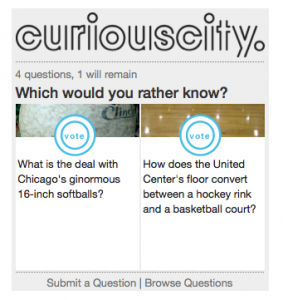 curiouscity.
4 questions, 1 will remain
Which would you rather know?
vote
vote
What is the deal with
Chicago's ginormous
16-inch softballs?
How does the United
Center's floor convert
between a hockey rink
and a basketball court?
Submit a Question | Browse Questions